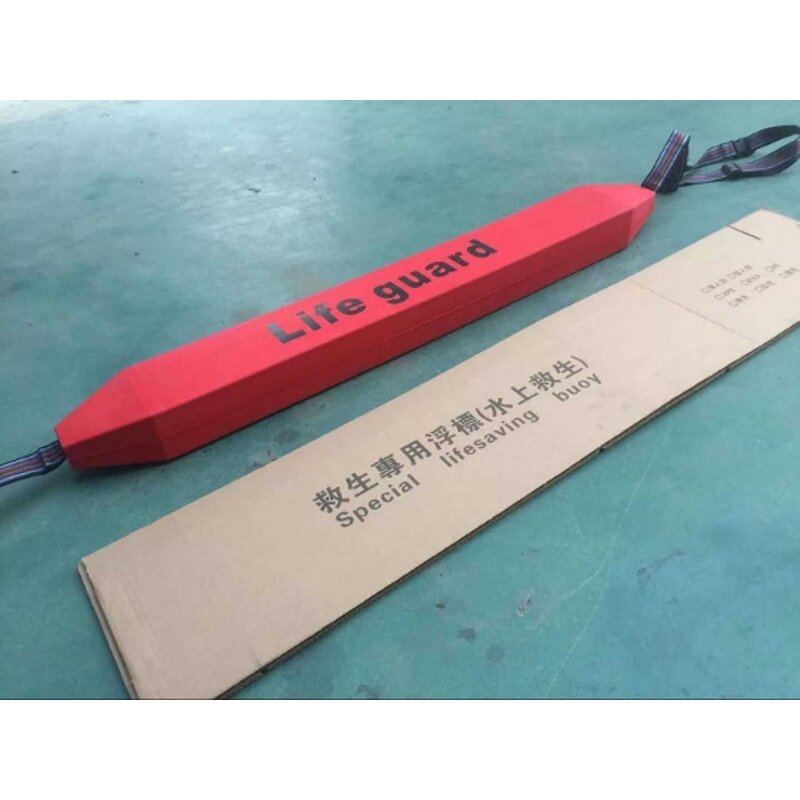 Life guard
救生專用浮標(水上救生)
Special lifesaving buoy